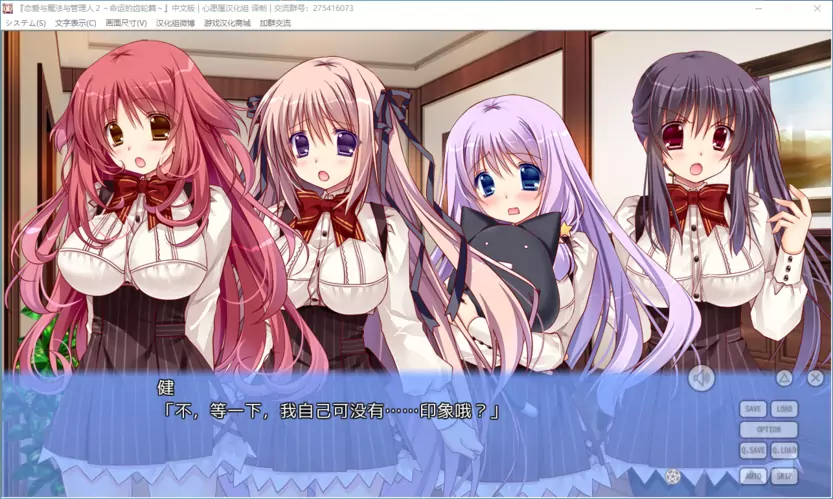 『恋爱与魔法与管理人２～命运的齿轮篇～』中文版 | 心愿屋汉化组 译制 | 交流群号：275416073
システム(S) 文字表示(C) 画面尺寸(V) 汉化组微博 游戏汉化商城 加群交流
健
「不，等一下，我自己可没有……印象哦？」
SAVE LOAD
OPTION
Q.SAVE Q.LOAD
AUTO SKIP